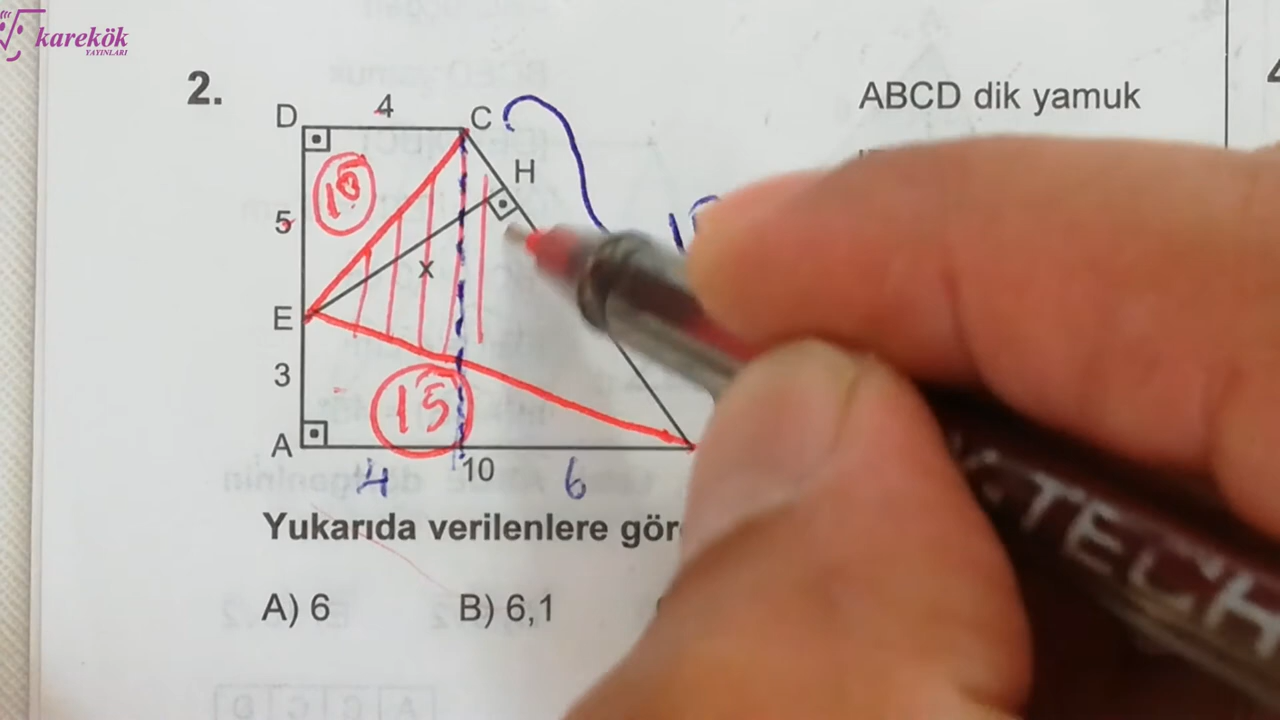 karekök
YAYINLARI
2.
ABCD dik yamuk
D 4 C
H
10
5
x
E
3
15
A
10
4 6
Yukarıda verilenlere gör
A) 6 B) 6,1
-TECH